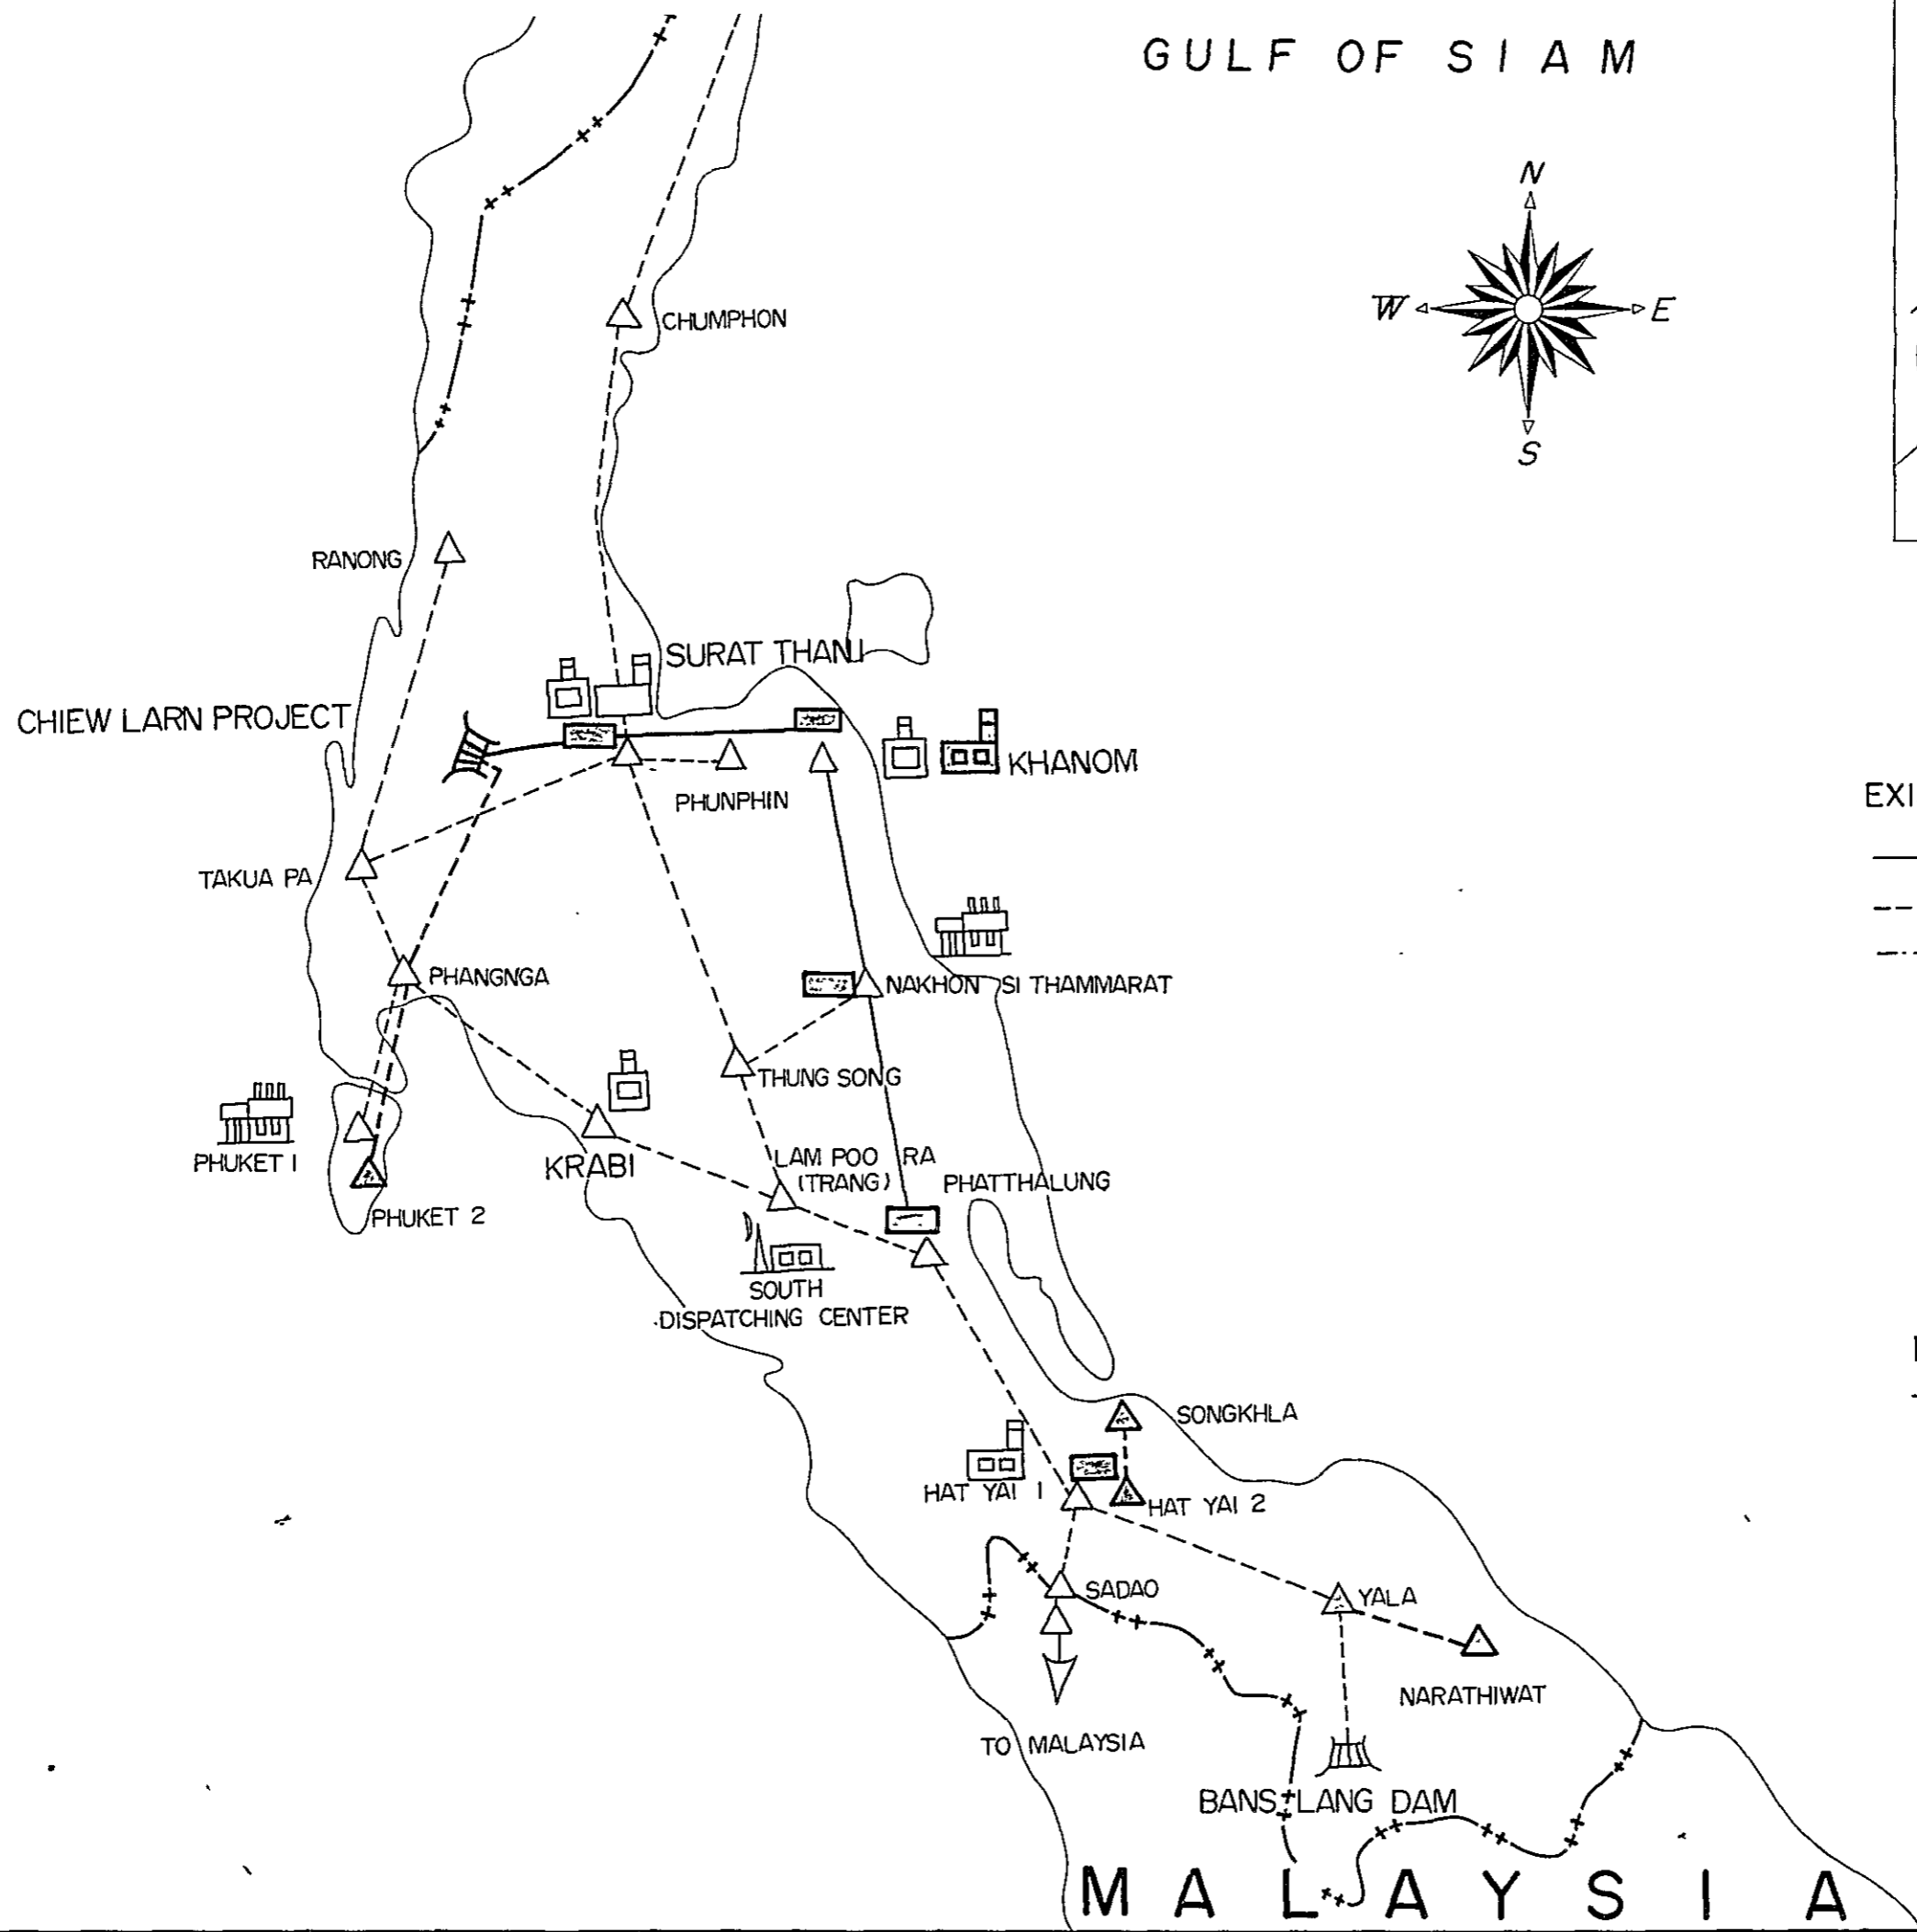 GULF OF SIAM
N
W E
S
CHUMPHON
RANONG
SURAT THANI
CHIEW LARN PROJECT
KHANOM
PHUNPHIN
EXI
TAKUA PA
PHANGNGA
NAKHON SI THAMMARAT
THUNG SONG
PHUKET 1
KRABI
LAM POO RA
(TRANG)
PHATTHALUNG
PHUKET 2
SOUTH
DISPATCHING CENTER
SONGKHLA
HAT YAI 1
HAT YAI 2
SADAO
YALA
NARATHIWAT
TO MALAYSIA
BANS LANG DAM
MALAYSIA